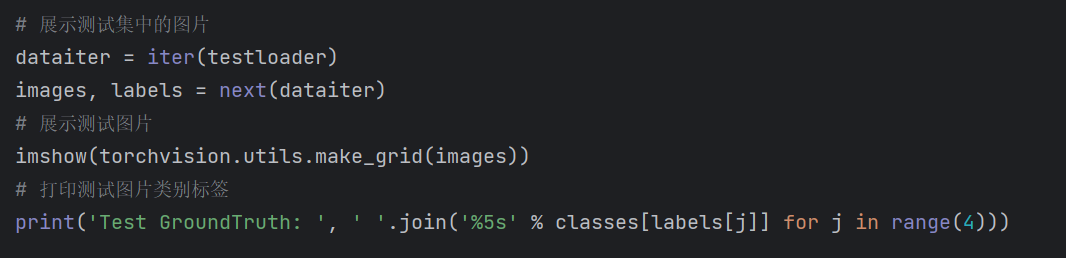 # 展示测试集中的图片
dataiter = iter(testloader)
images, labels = next(dataiter)
# 展示测试图片
imshow(torchvision.utils.make_grid(images))
# 打印测试图片类别标签
print('Test GroundTruth: ', ' '.join('%5s' % classes[labels[j]] for j in range(4)))